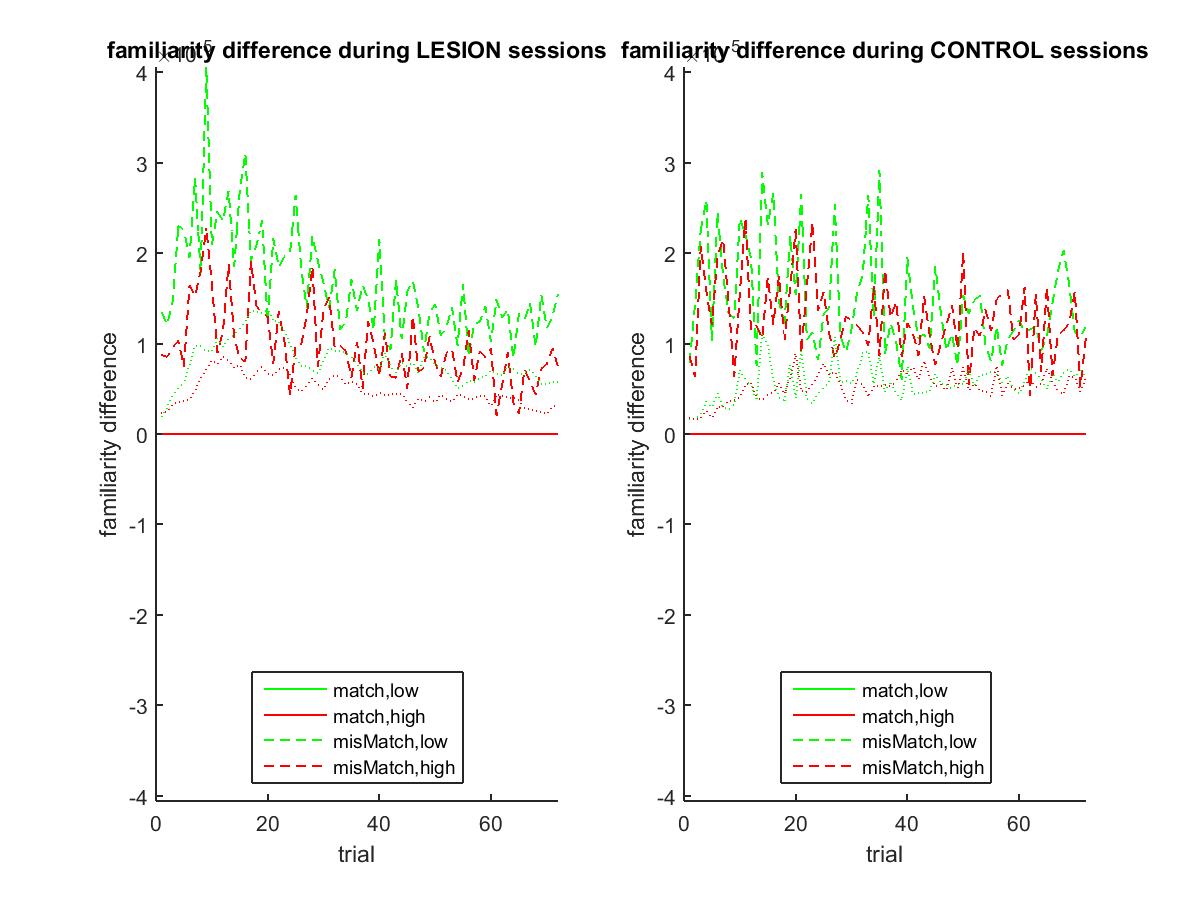 familiarity difference during LESION sessions
familiarity difference
4
3
2
1
0
-1
-2
-3
-4
match,low
match,high
misMatch,low
misMatch,high
0 20 40 60
trial
familiarity difference during CONTROL sessions
5
familiarity difference
4
3
2
1
0
-1
-2
-3
-4
match,low
match,high
misMatch,low
misMatch,high
0 20 40 60
trial